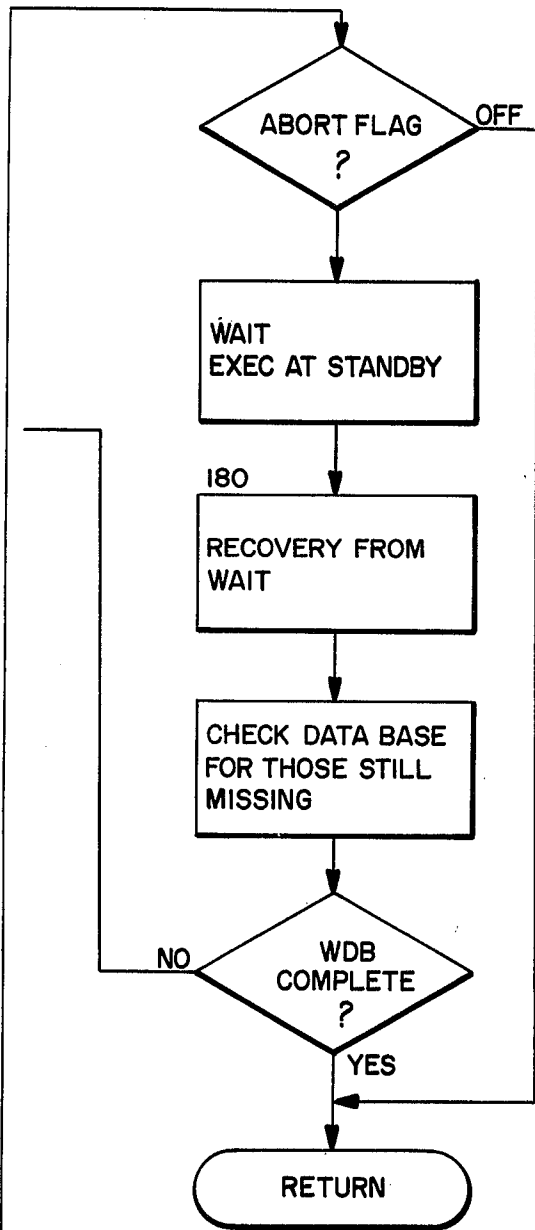 ABORT FLAG
?
OFF
WAIT
EXEC AT STANDBY
180
RECOVERY FROM
WAIT
CHECK DATA BASE
FOR THOSE STILL
MISSING
NO
WDB
COMPLETE
?
YES
RETURN